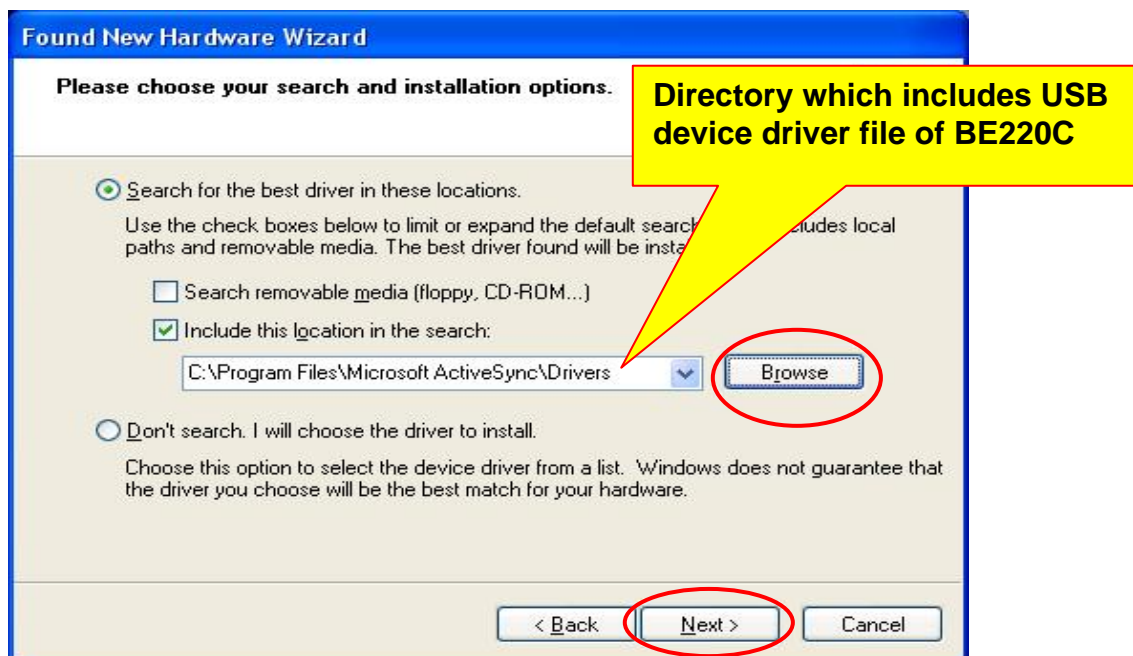 Found New Hardware Wizard
Please choose your search and installation options.
Directory which includes USB
device driver file of BE220C
Search for the best driver in these locations.
Use the check boxes below to limit or expand the default search local
paths and removable media. The best driver found will be
Search removable media (floppy, CD-ROM...)
Include this location in the search:
C:\Program Files\Microsoft ActiveSync\Drivers
Browse
Don't search. I will choose the driver to install.
Choose this option to select the device driver from a list. Windows does not guarantee that
the driver you choose will be the best match for your hardware.
< Back
Next >
Cancel